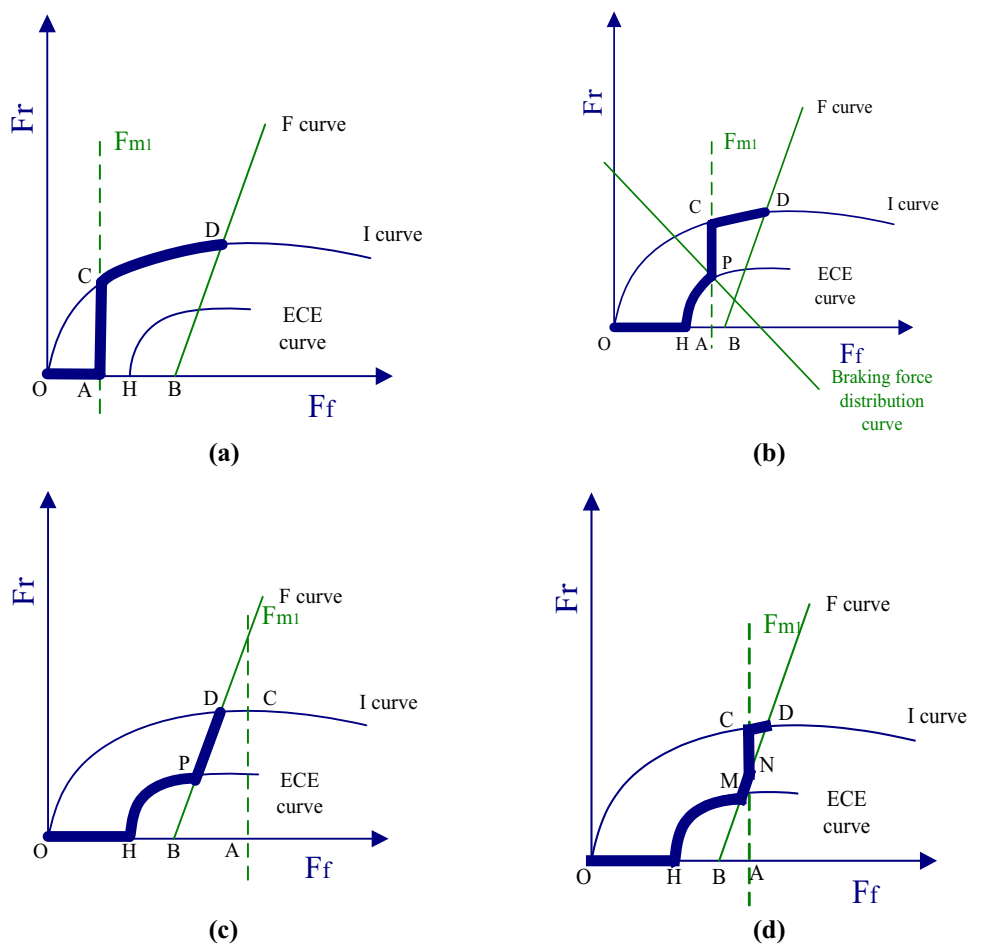 Fr
Fm1
F curve
D
I curve
C
ECE
curve
O
A
H
B
Ff
(a)
Fr
Fm1
C
D
I curve
P
ECE
curve
O
H
A
B
Ff
Braking force
distribution
curve
(b)
Fr
F curve
Fm1
D
C
I curve
P
ECE
curve
O
H
B
A
Ff
(c)
Fr
F curve
Fm1
C
D
I curve
N
M
ECE
curve
O
H
B
A
Ff
(d)